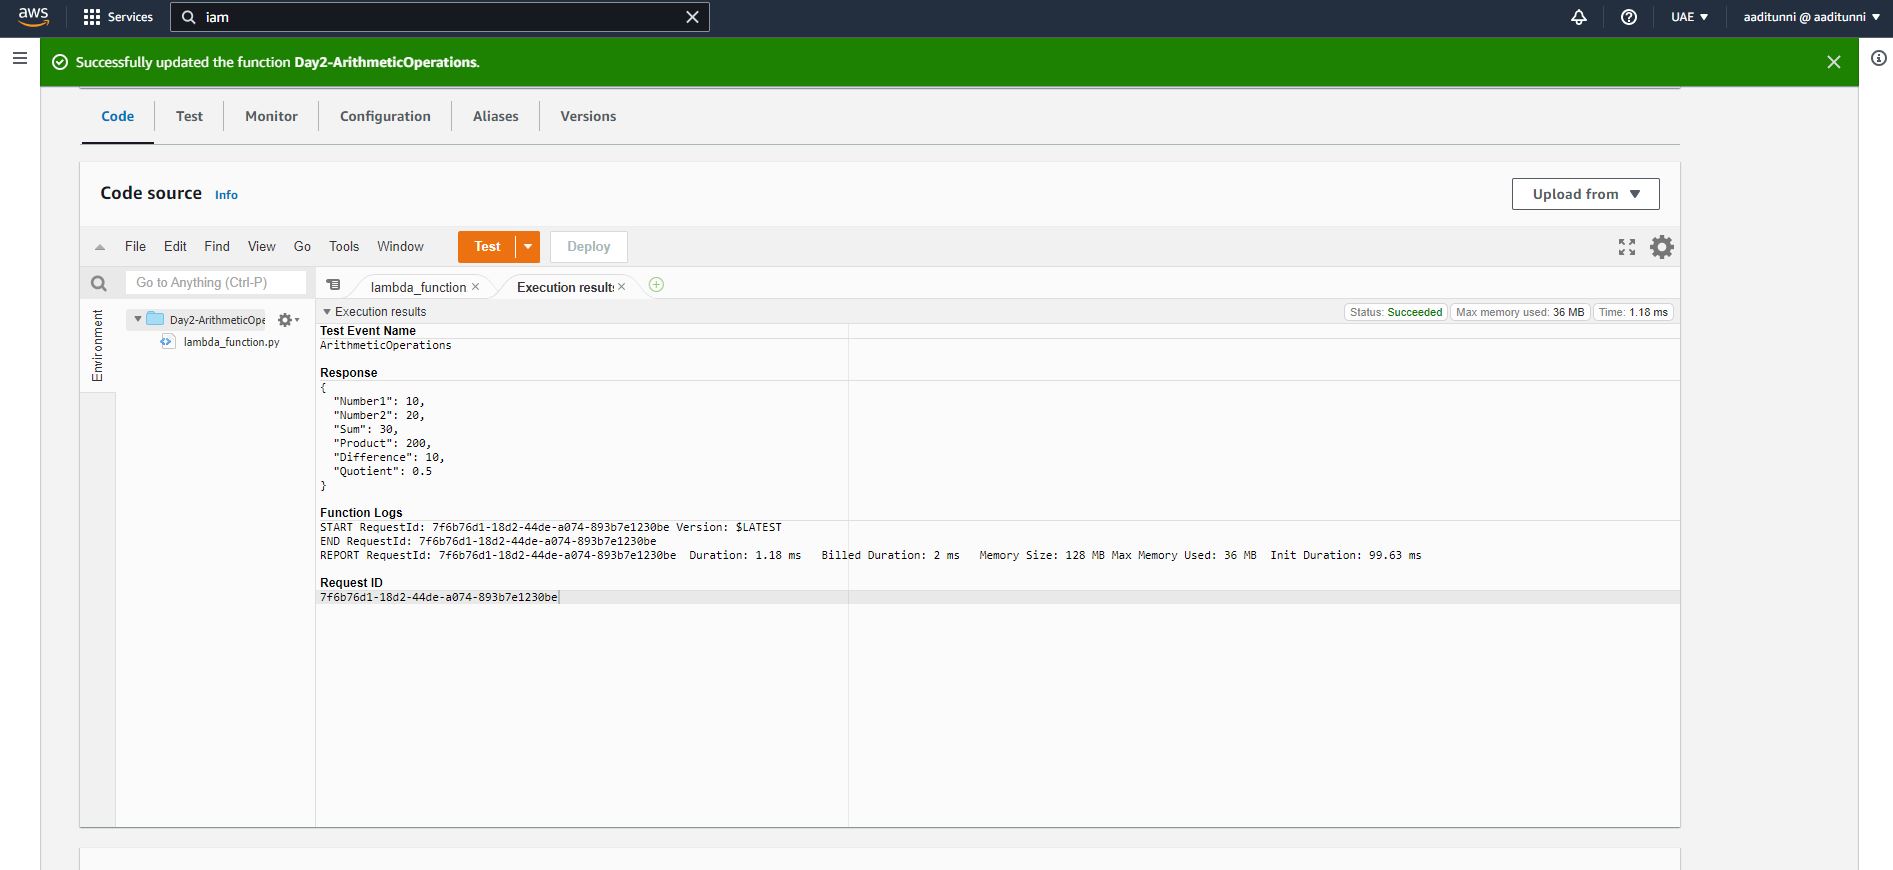 aws Services iam UAE aaditunni @ aaditunni
Successfully updated the function Day2-ArithmeticOperations.
Code Test Monitor Configuration Aliases Versions
Code source Info Upload from
File Edit Find View Go Tools Window Test Deploy
Go to Anything (Ctrl-P) lambda_function Execution results
Execution results Status: Succeeded Max memory used: 36 MB Time: 1.18 ms
Environment
Day2-ArithmeticOpe
lambda_function.py
Test Event Name
ArithmeticOperations
Response
{
"Number1": 10,
"Number2": 20,
"Sum": 30,
"Product": 200,
"Difference": 10,
"Quotient": 0.5
}
Function Logs
START RequestId: 7f6b76d1-18d2-44de-a074-893b7e1230be Version: $LATEST
END RequestId: 7f6b76d1-18d2-44de-a074-893b7e1230be
REPORT RequestId: 7f6b76d1-18d2-44de-a074-893b7e1230be Duration: 1.18 ms Billed Duration: 2 ms Memory Size: 128 MB Max Memory Used: 36 MB Init Duration: 99.63 ms
Request ID
7f6b76d1-18d2-44de-a074-893b7e1230be